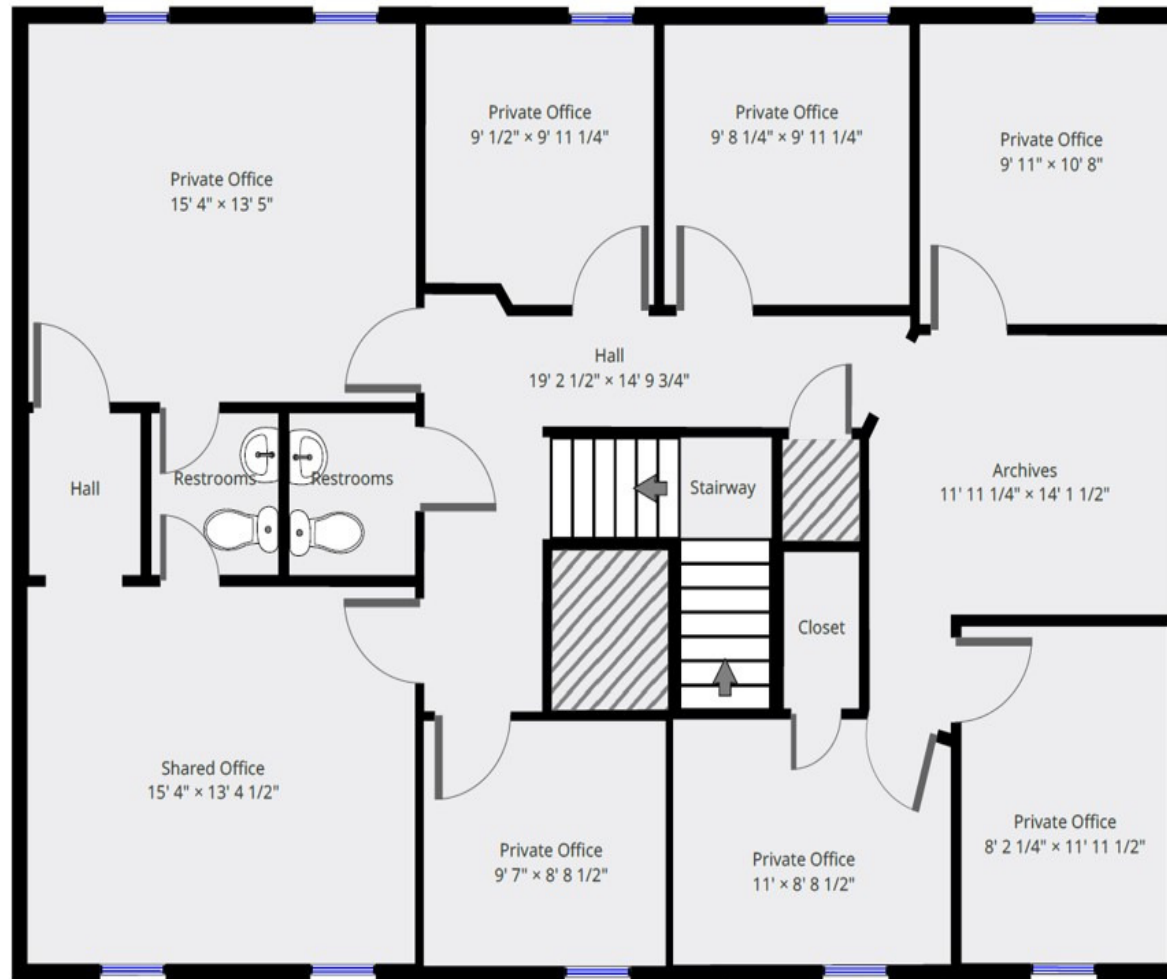 Private Office
9' 1/2" × 9' 11 1/4"
Private Office
9' 8 1/4" × 9' 11 1/4"
Private Office
9' 11" × 10' 8"
Private Office
15' 4" × 13' 5"
Hall
19' 2 1/2" × 14' 9 3/4"
Restrooms
Restrooms
Hall
Stairway
Archives
11' 11 1/4" × 14' 1 1/2"
Closet
Shared Office
15' 4" × 13' 4 1/2"
Private Office
9' 7" × 8' 8 1/2"
Private Office
11' × 8' 8 1/2"
Private Office
8' 2 1/4" × 11' 11 1/2"